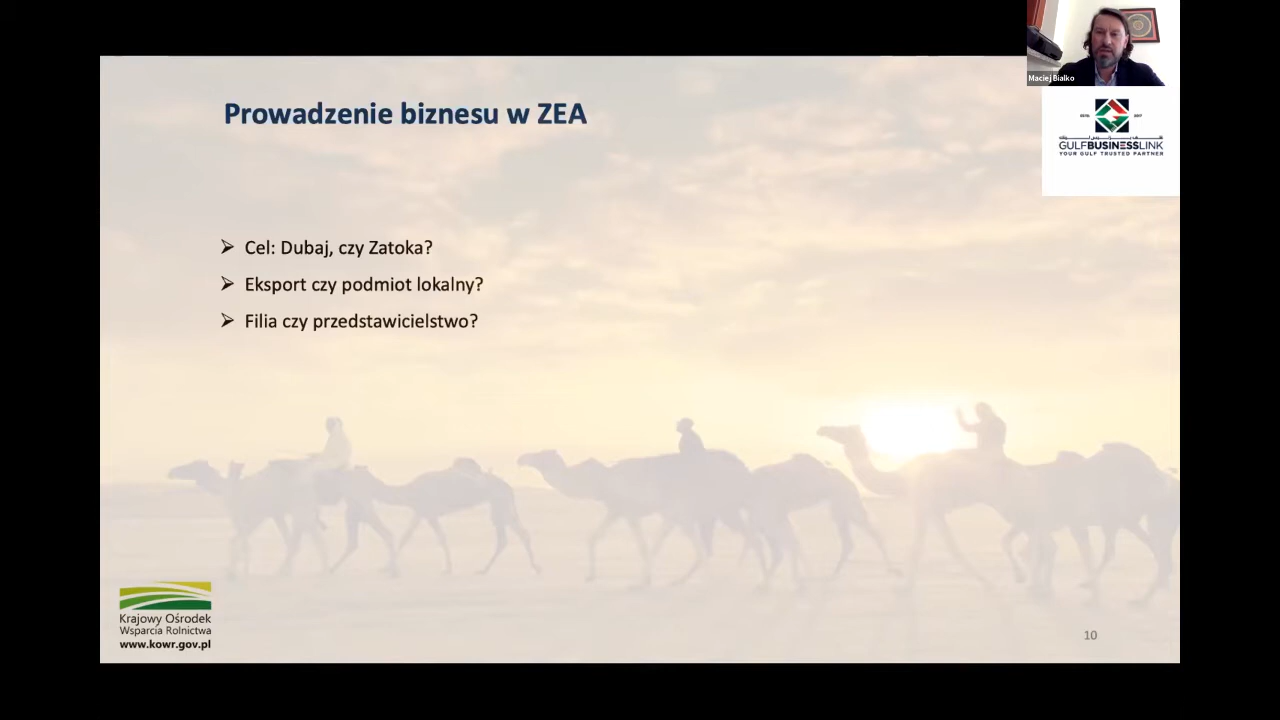 Maciej Bialko
Prowadzenie biznesu w ZEA
GULFBUSINESSLINK
YOUR GULF TRUSTED PARTNER
➢ Cel: Dubaj, czy Zatoka?
➢ Eksport czy podmiot lokalny?
➢ Filia czy przedstawicielstwo?
Krajowy Ośrodek
Wsparcia Rolnictwa
www.kowr.gov.pl
10